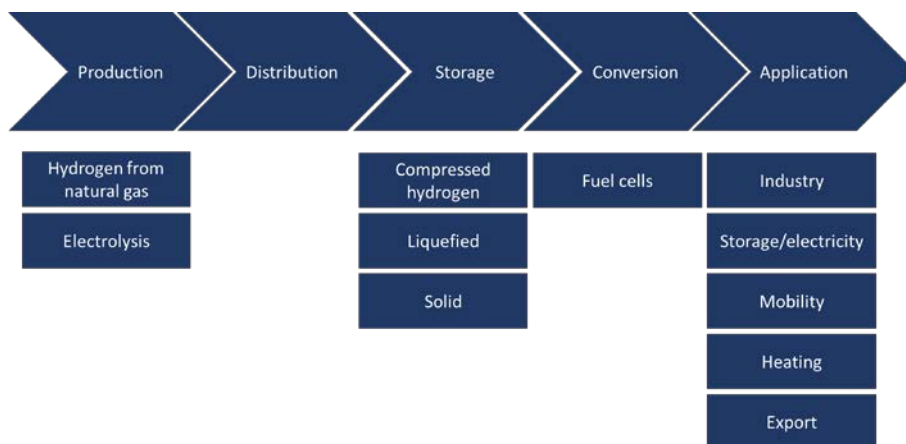 Production
Distribution
Storage
Conversion
Application
Hydrogen from
natural gas
Electrolysis
Compressed
hydrogen
Liquefied
Solid
Fuel cells
Industry
Storage/electricity
Mobility
Heating
Export